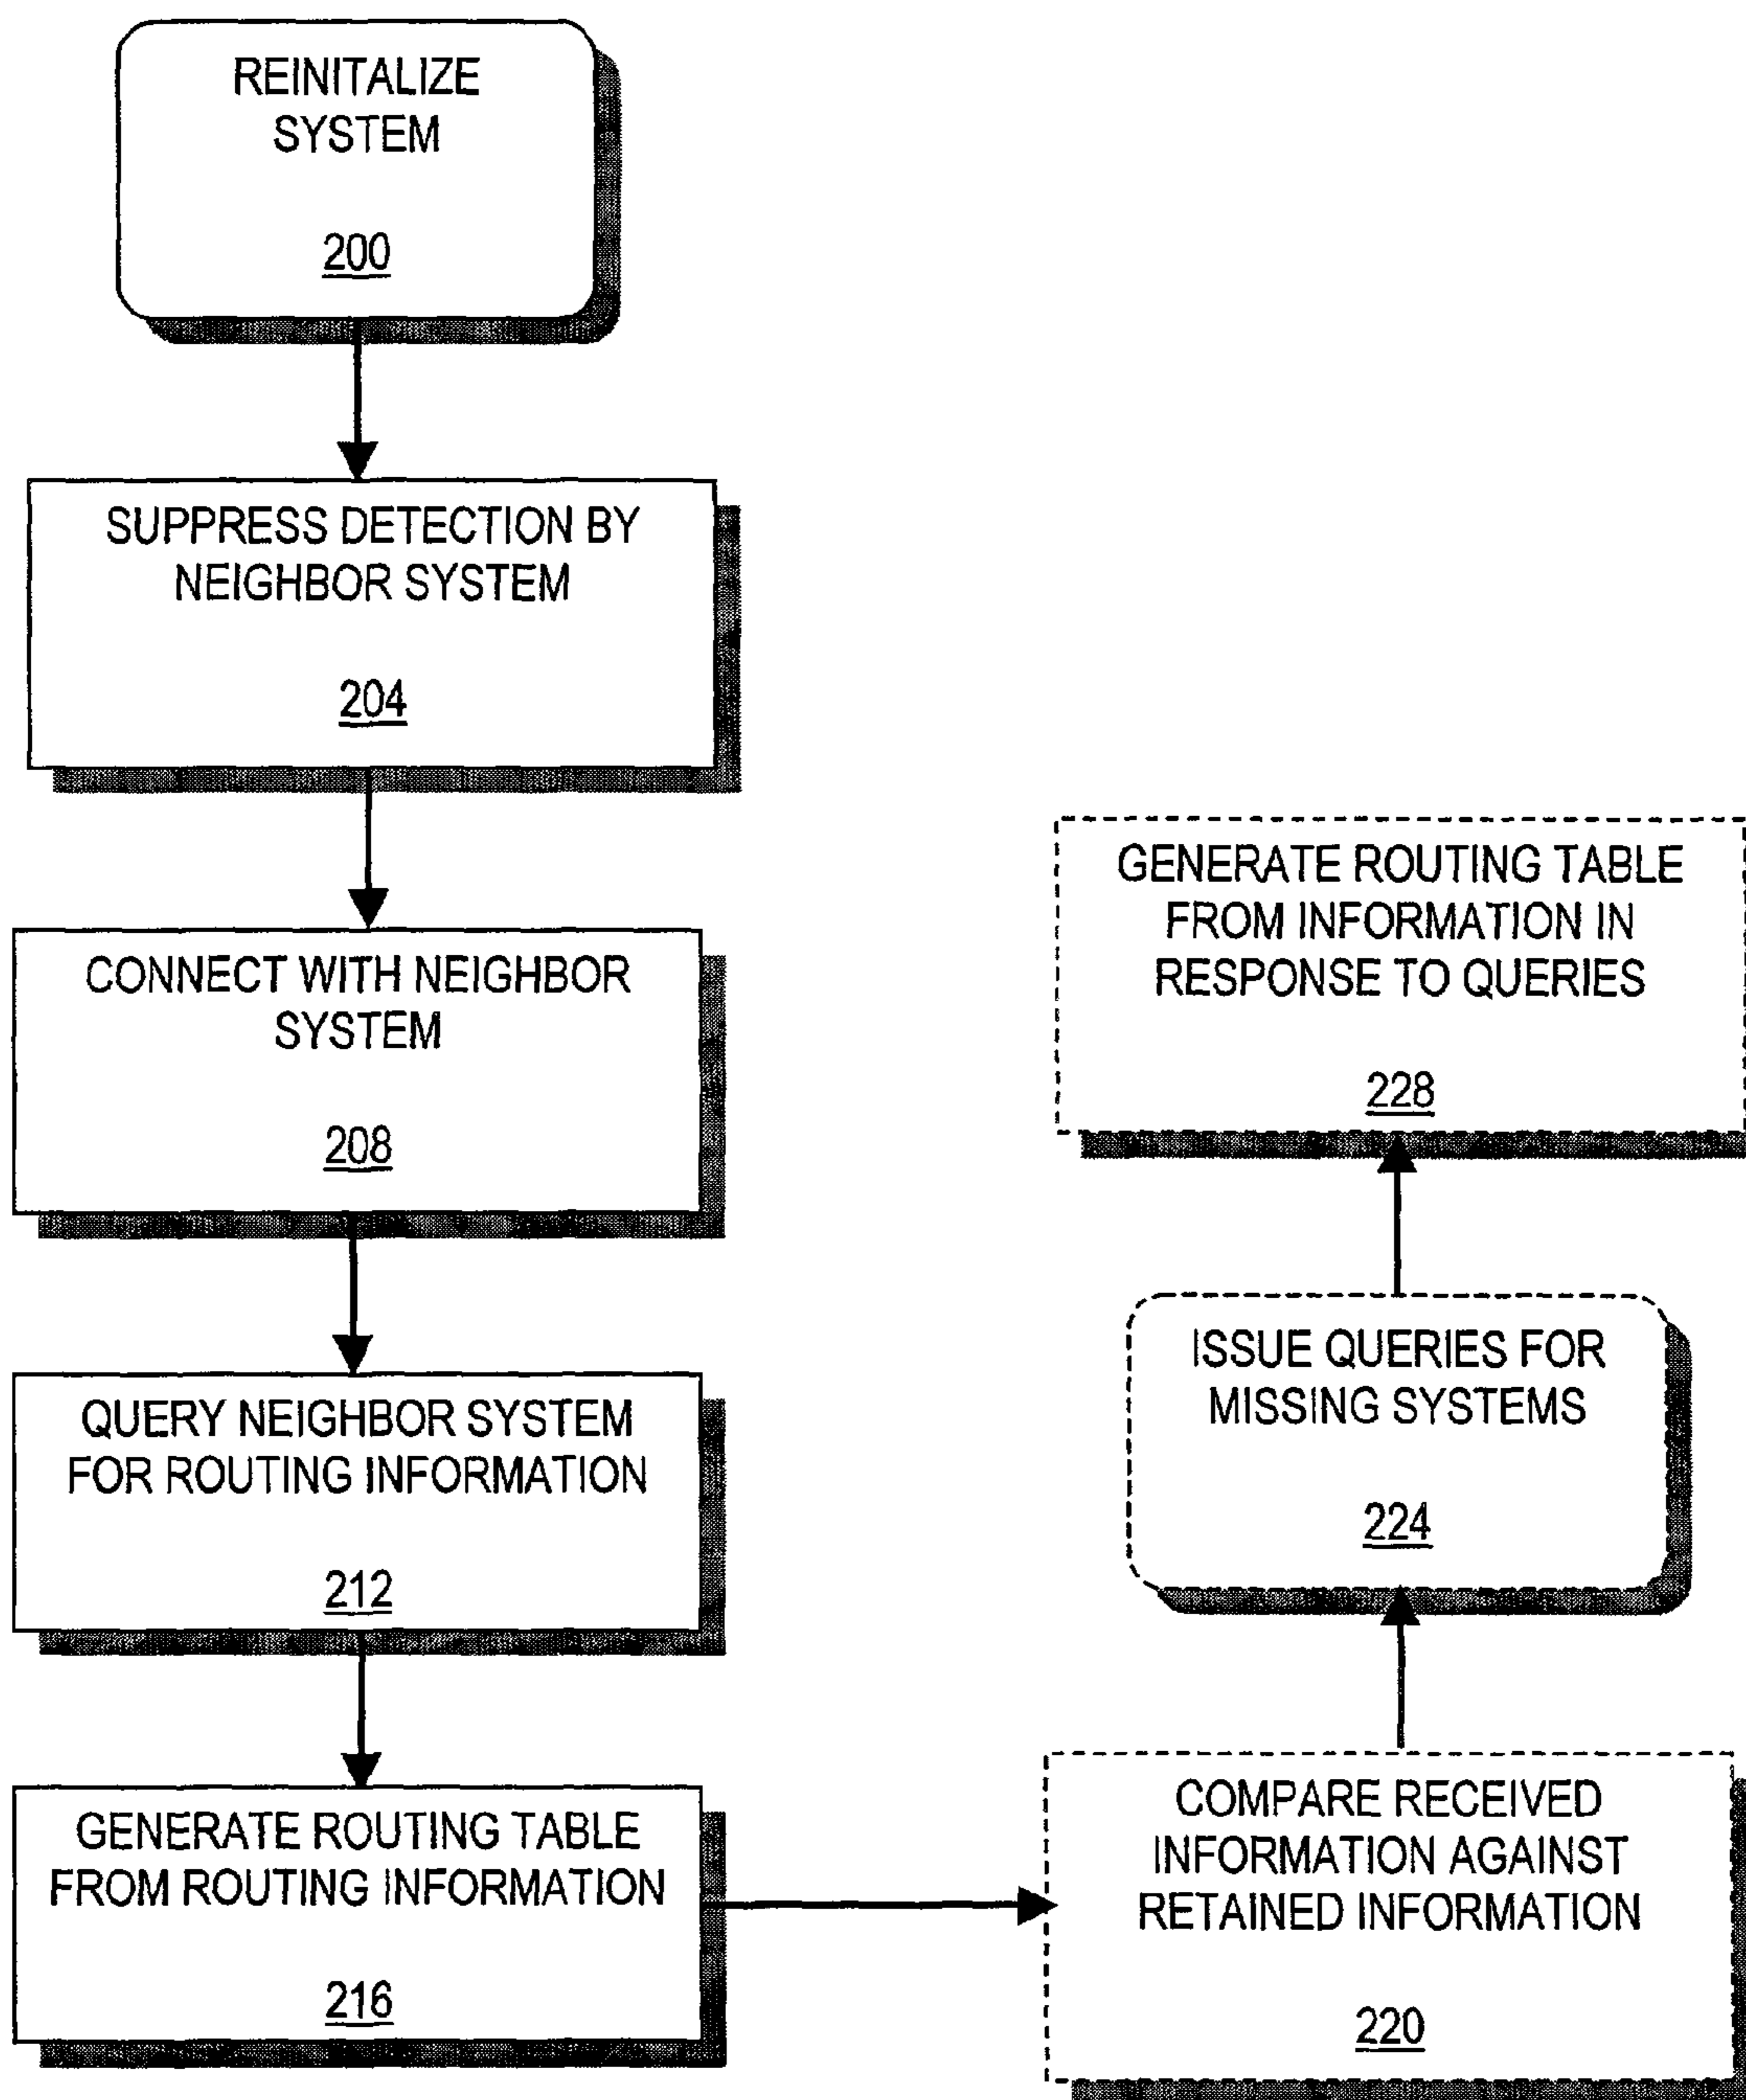 REINITALIZE
SYSTEM
200
SUPPRESS DETECTION BY
NEIGHBOR SYSTEM
204
CONNECT WITH NEIGHBOR
SYSTEM
208
QUERY NEIGHBOR SYSTEM
FOR ROUTING INFORMATION
212
GENERATE ROUTING TABLE
FROM ROUTING INFORMATION
216
COMPARE RECEIVED
INFORMATION AGAINST
RETAINED INFORMATION
220
ISSUE QUERIES FOR
MISSING SYSTEMS
224
GENERATE ROUTING TABLE
FROM INFORMATION IN
RESPONSE TO QUERIES
228